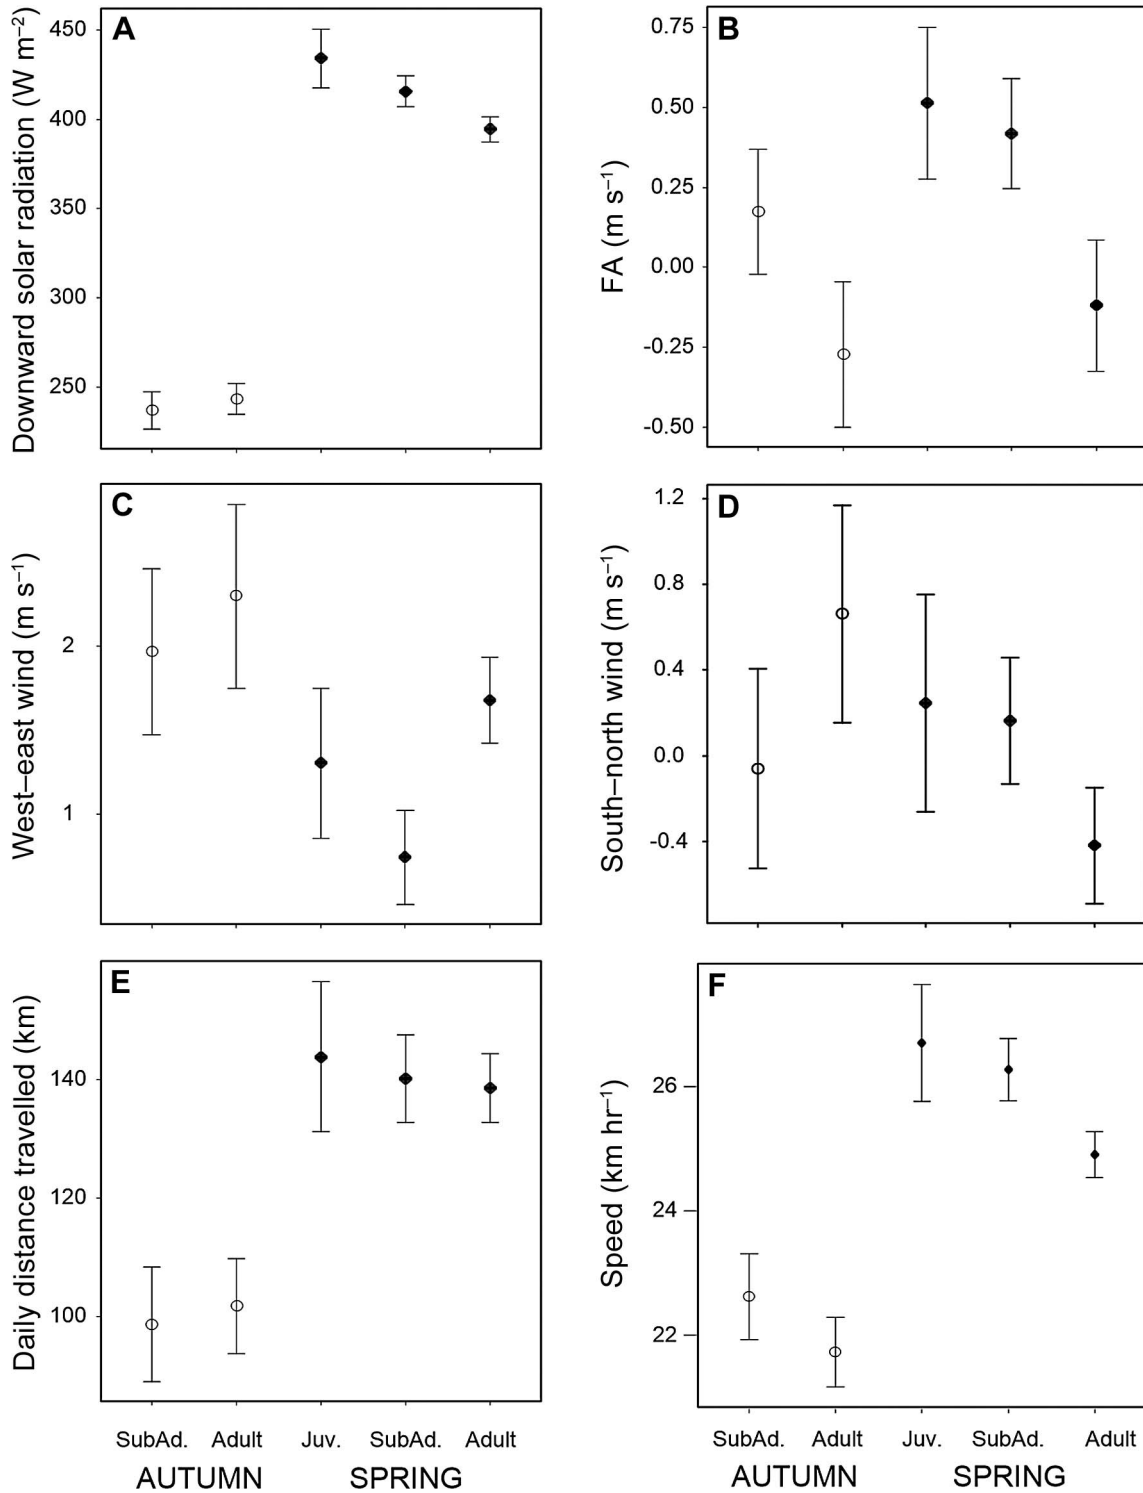 A
Downward solar radiation (W m⁻²)
450
400
350
300
250
B
FA (m s⁻¹)
0.75
0.50
0.25
0.00
-0.25
-0.50
C
West–east wind (m s⁻¹)
2
1
D
South–north wind (m s⁻¹)
1.2
0.8
0.4
0.0
-0.4
E
Daily distance travelled (km)
140
120
100
F
Speed (km hr⁻¹)
26
24
22
SubAd. Adult Juv. SubAd. Adult
AUTUMN SPRING
SubAd. Adult Juv. SubAd. Adult
AUTUMN SPRING